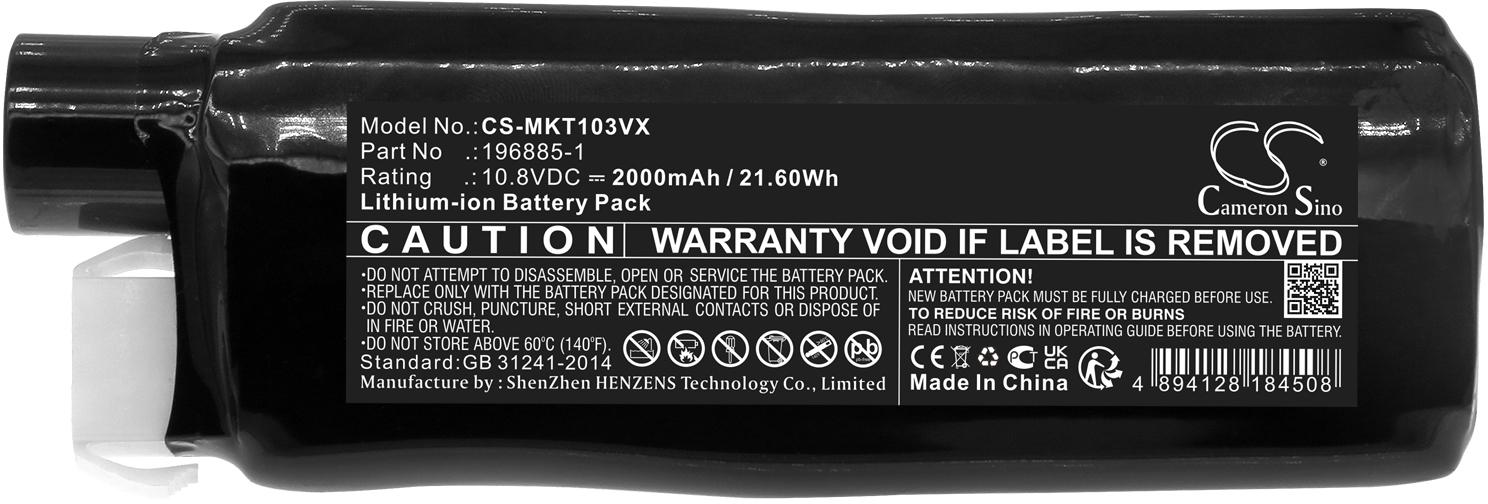 Model No.:CS-MKT103VX
Part No .:196885-1
Rating .:10.8VDC ⎓ 2000mAh / 21.60Wh
Lithium-ion Battery Pack
CS®
Cameron Sino
CAUTION
WARRANTY VOID IF LABEL IS REMOVED
•DO NOT ATTEMPT TO DISASSEMBLE, OPEN OR SERVICE THE BATTERY PACK.
•REPLACE ONLY WITH THE BATTERY PACK DESIGNATED FOR THIS PRODUCT.
•DO NOT CRUSH, PUNCTURE, SHORT EXTERNAL CONTACTS OR DISPOSE OF
IN FIRE OR WATER.
•DO NOT STORE ABOVE 60°C (140°F).
Standard:GB 31241-2014
Manufacture by : ShenZhen HENZENS Technology Co., Limited
Pb
ATTENTION!
NEW BATTERY PACK MUST BE FULLY CHARGED BEFORE USE.
TO REDUCE RISK OF FIRE OR BURNS
READ INSTRUCTIONS IN OPERATING GUIDE BEFORE USING THE BATTERY.
CE PCT UK CA
Made In China
4 894128 184508